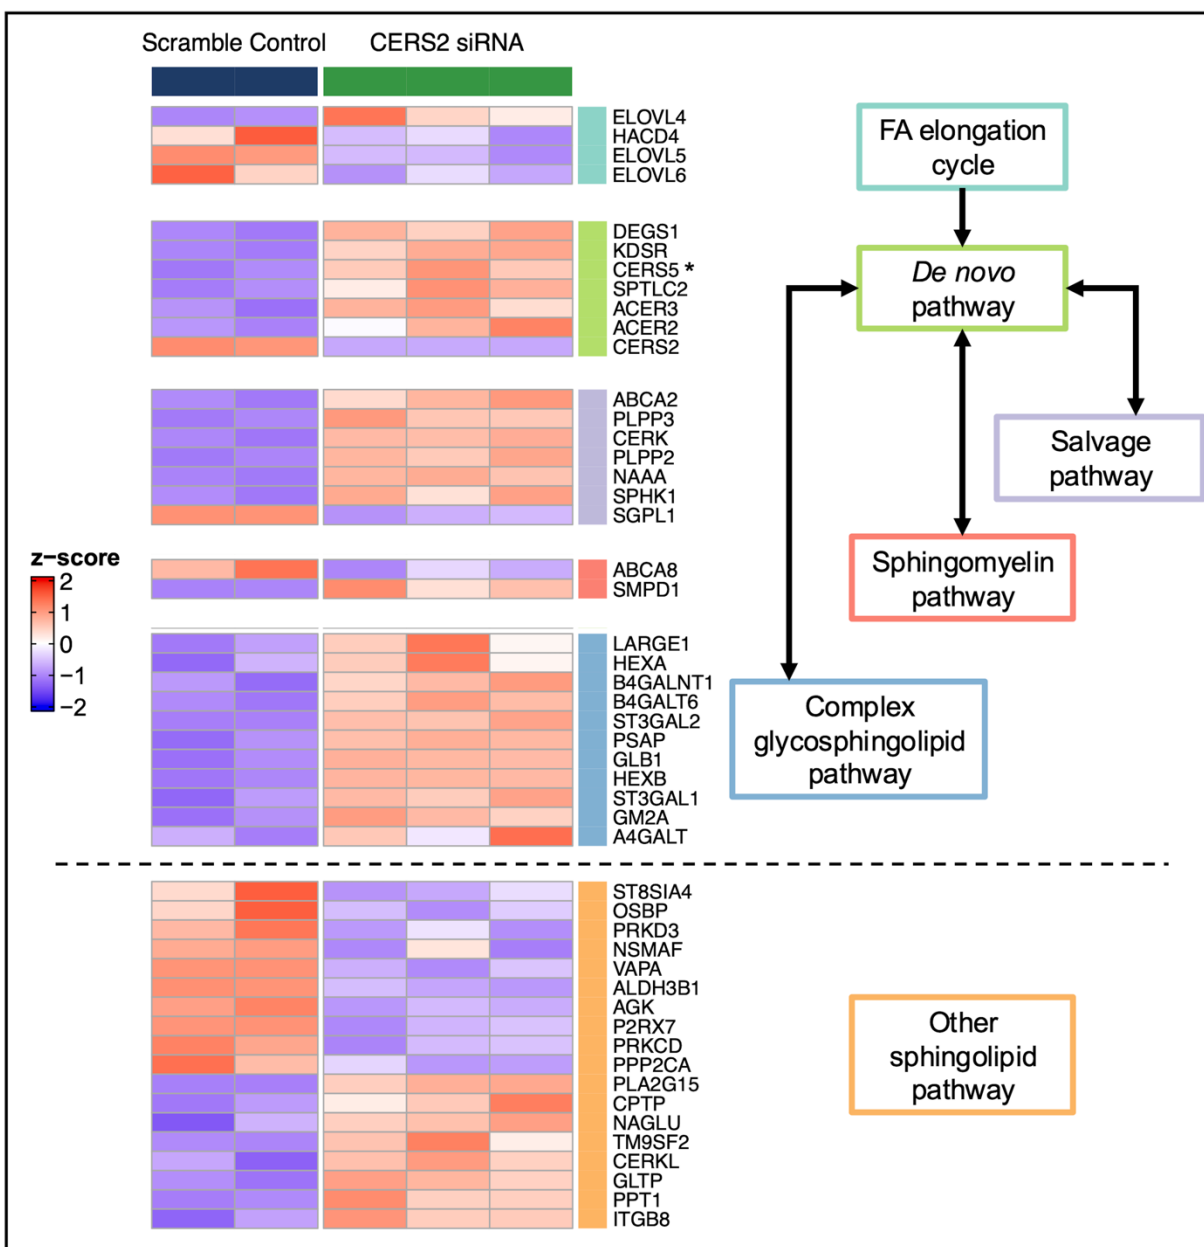 Scramble Control CERS2 siRNA
ELOVL4
HACD4
ELOVL5
ELOVL6
FA elongation
cycle
DEGS1
KDSR
CERS5 *
SPTLC2
ACER3
ACER2
CERS2
De novo
pathway
ABCA2
PLPP3
CERK
PLPP2
NAAA
SPHK1
SGPL1
Salvage
pathway
z-score
2
1
0
−1
−2
ABCA8
SMPD1
Sphingomyelin
pathway
LARGE1
HEXA
B4GALNT1
B4GALT6
ST3GAL2
PSAP
GLB1
HEXB
ST3GAL1
GM2A
A4GALT
Complex
glycosphingolipid
pathway
ST8SIA4
OSBP
PRKD3
NSMAF
VAPA
ALDH3B1
AGK
P2RX7
PRKCD
PPP2CA
PLA2G15
CPTP
NAGLU
TM9SF2
CERKL
GLTP
PPT1
ITGB8
Other
sphingolipid
pathway